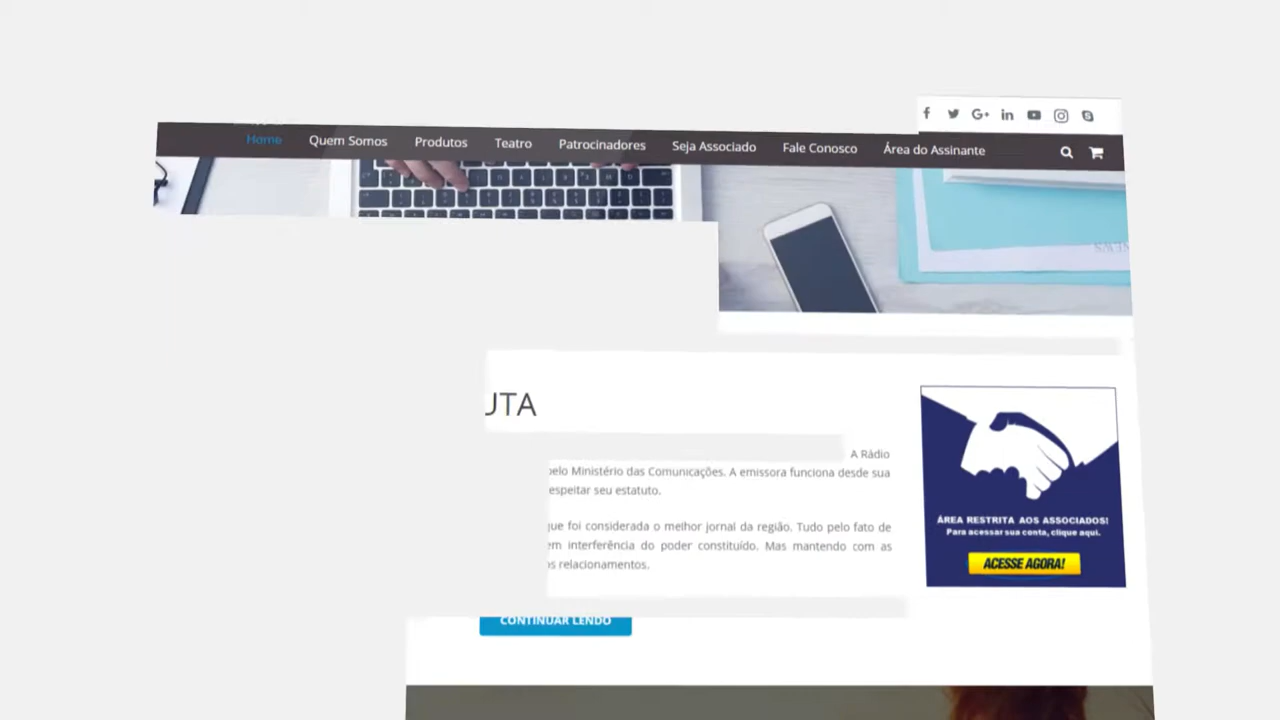 Home Quem Somos Produtos Teatro Patrocinadores Seja Associado Fale Conosco Área do Assinante
NEWS
UTA
A Rádio
pelo Ministério das Comunicações. A emissora funciona desde sua
espeitar seu estatuto.
que foi considerada o melhor jornal da região. Tudo pelo fato de
em interferência do poder constituído. Mas mantendo com as
os relacionamentos.
CONTINUAR LENDO
ÁREA RESTRITA AOS ASSOCIADOS!
Para acessar sua conta, clique aqui.
ACESSE AGORA!